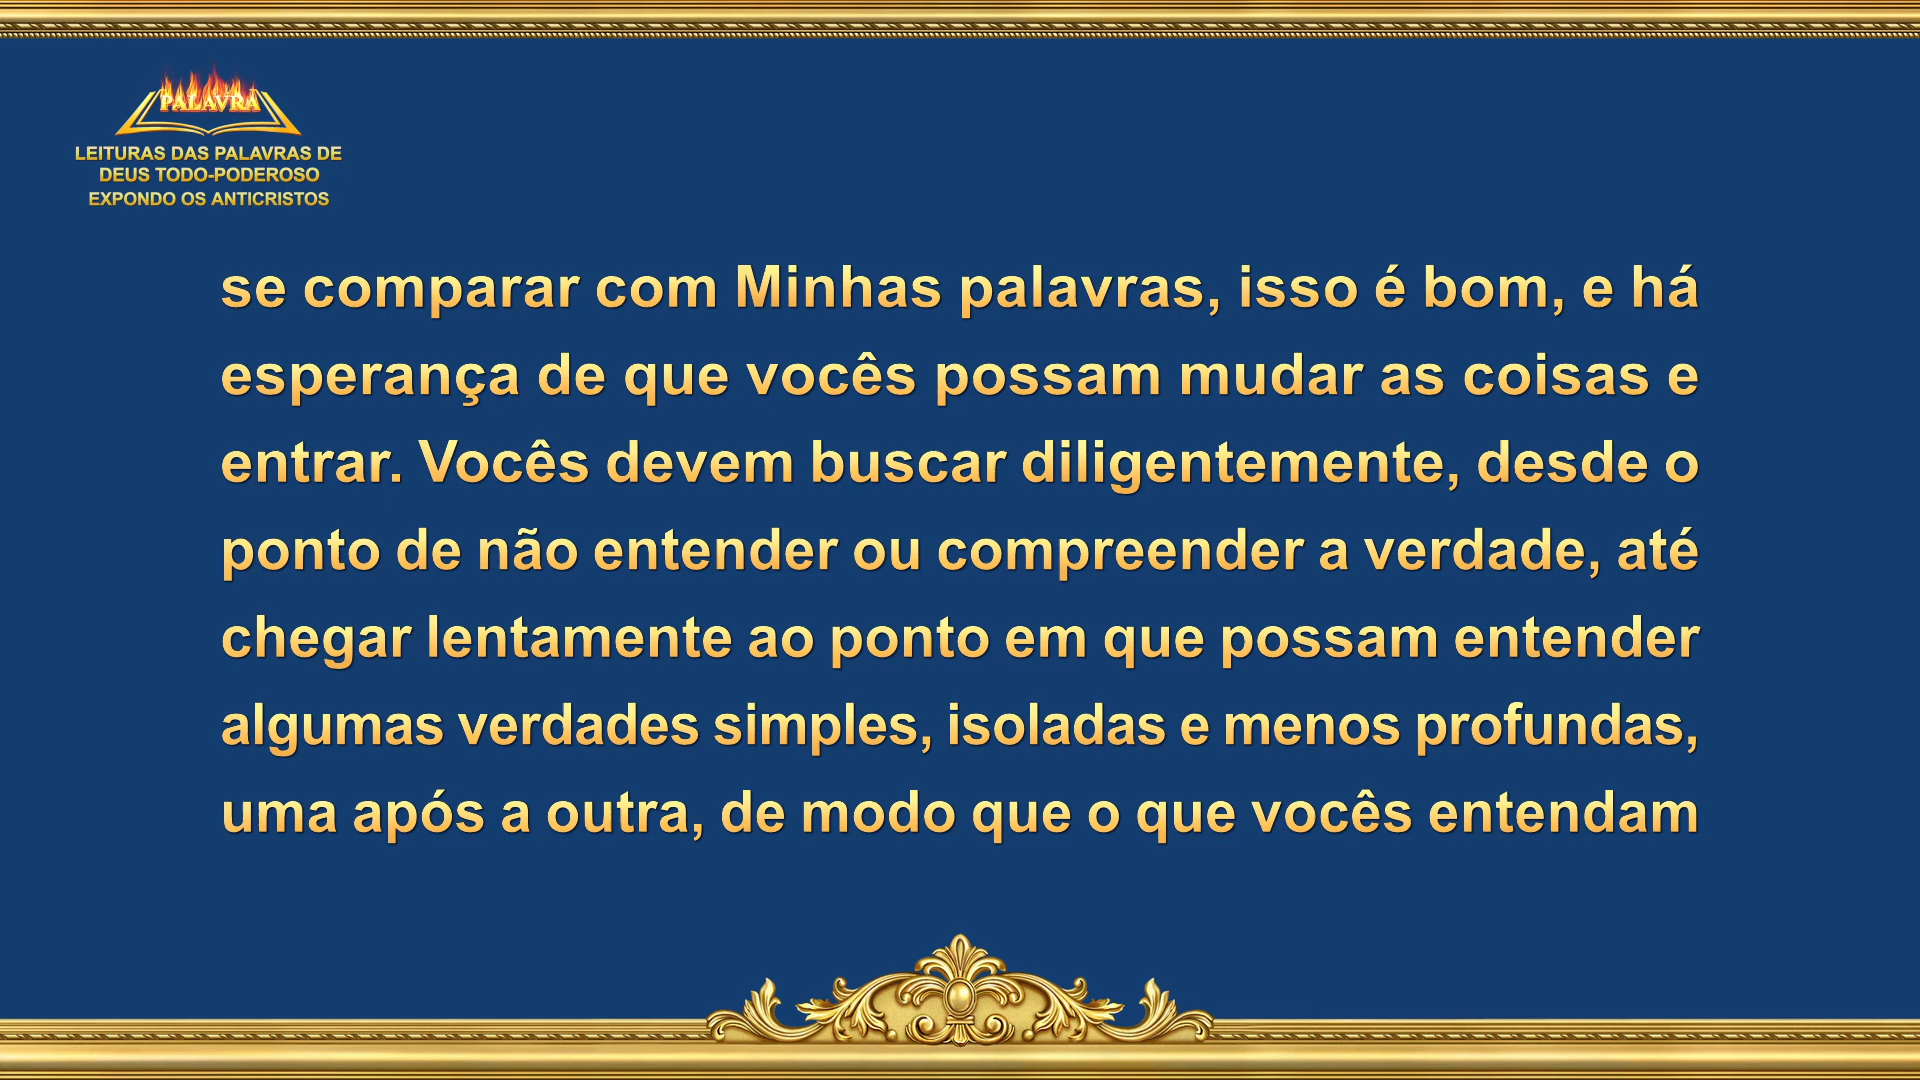 PALAVRA
LEITURAS DAS PALAVRAS DE
DEUS TODO-PODEROSO
EXPONDO OS ANTICRISTOS
se comparar com Minhas palavras, isso é bom, e há
esperança de que vocês possam mudar as coisas e
entrar. Vocês devem buscar diligentemente, desde o
ponto de não entender ou compreender a verdade, até
chegar lentamente ao ponto em que possam entender
algumas verdades simples, isoladas e menos profundas,
uma após a outra, de modo que o que vocês entendam